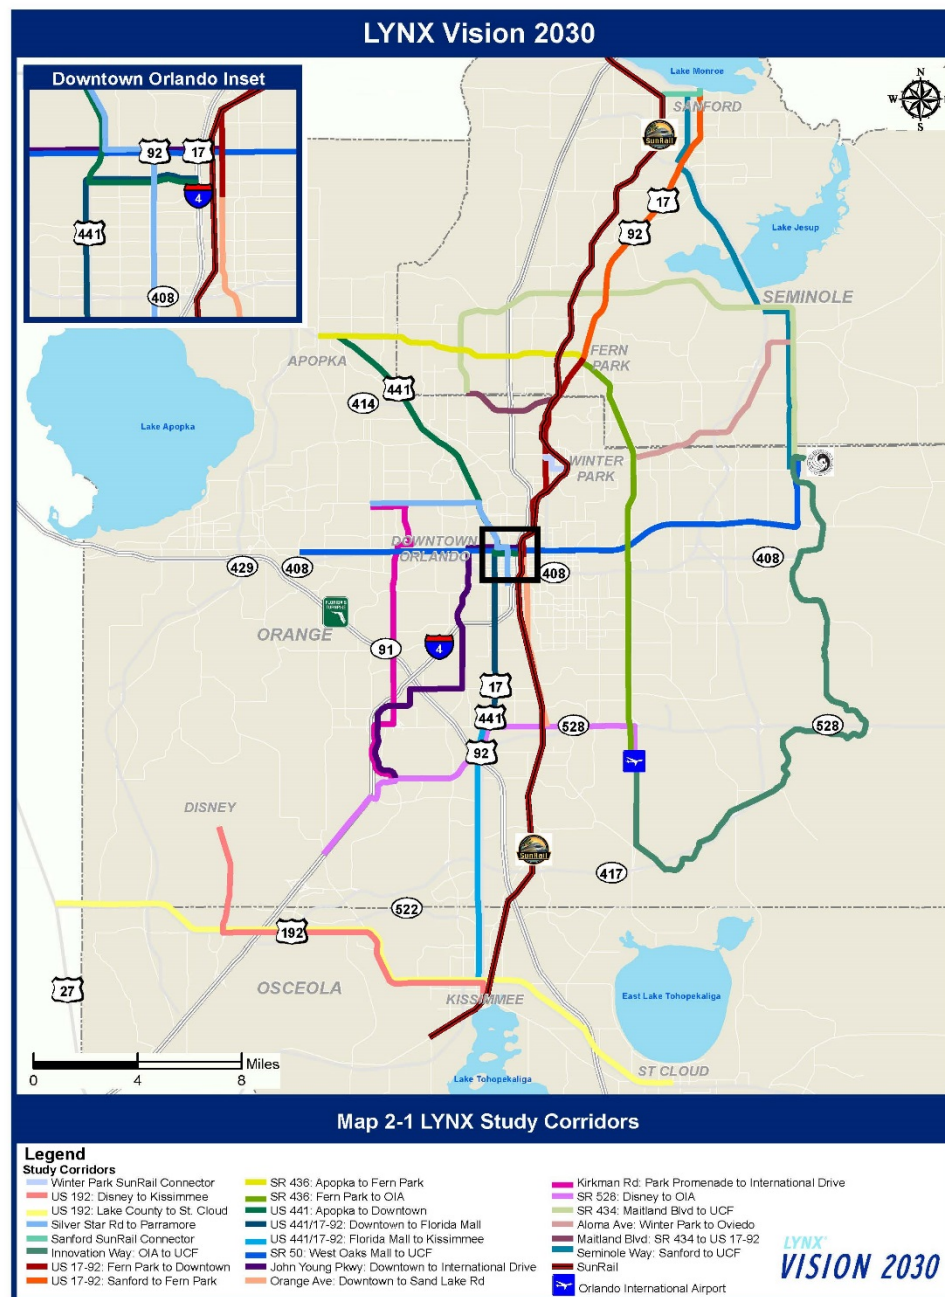 LYNX Vision 2030
Downtown Orlando Inset
92
17
4
441
408
Lake Monroe
SANFORD
SunRail
N
W
E
S
17
92
Lake Jesup
SEMINOLE
APOPKA
FERN
PARK
441
414
Lake Apopka
WINTER
PARK
DOWNTOWN
ORLANDO
429
408
408
408
ORANGE
91
4
17
441
92
528
528
DISNEY
SunRail
417
522
192
27
OSCEOLA
KISSIMMEE
East Lake Tohopekaliga
ST CLOUD
Lake Tohopekaliga
Miles
0 4 8
Map 2-1 LYNX Study Corridors
Legend
Study Corridors
Winter Park SunRail Connector
US 192: Disney to Kissimmee
US 192: Lake County to St. Cloud
Silver Star Rd to Parramore
Sanford SunRail Connector
Innovation Way: OIA to UCF
US 17-92: Fern Park to Downtown
US 17-92: Sanford to Fern Park
SR 436: Apopka to Fern Park
SR 436: Fern Park to OIA
US 441: Apopka to Downtown
US 441/17-92: Downtown to Florida Mall
US 441/17-92: Florida Mall to Kissimmee
SR 50: West Oaks Mall to UCF
John Young Pkwy: Downtown to International Drive
Orange Ave: Downtown to Sand Lake Rd
Kirkman Rd: Park Promenade to International Drive
SR 528: Disney to OIA
SR 434: Maitland Blvd to UCF
Aloma Ave: Winter Park to Oviedo
Maitland Blvd: SR 434 to US 17-92
Seminole Way: Sanford to UCF
SunRail
Orlando International Airport
LYNX
VISION 2030